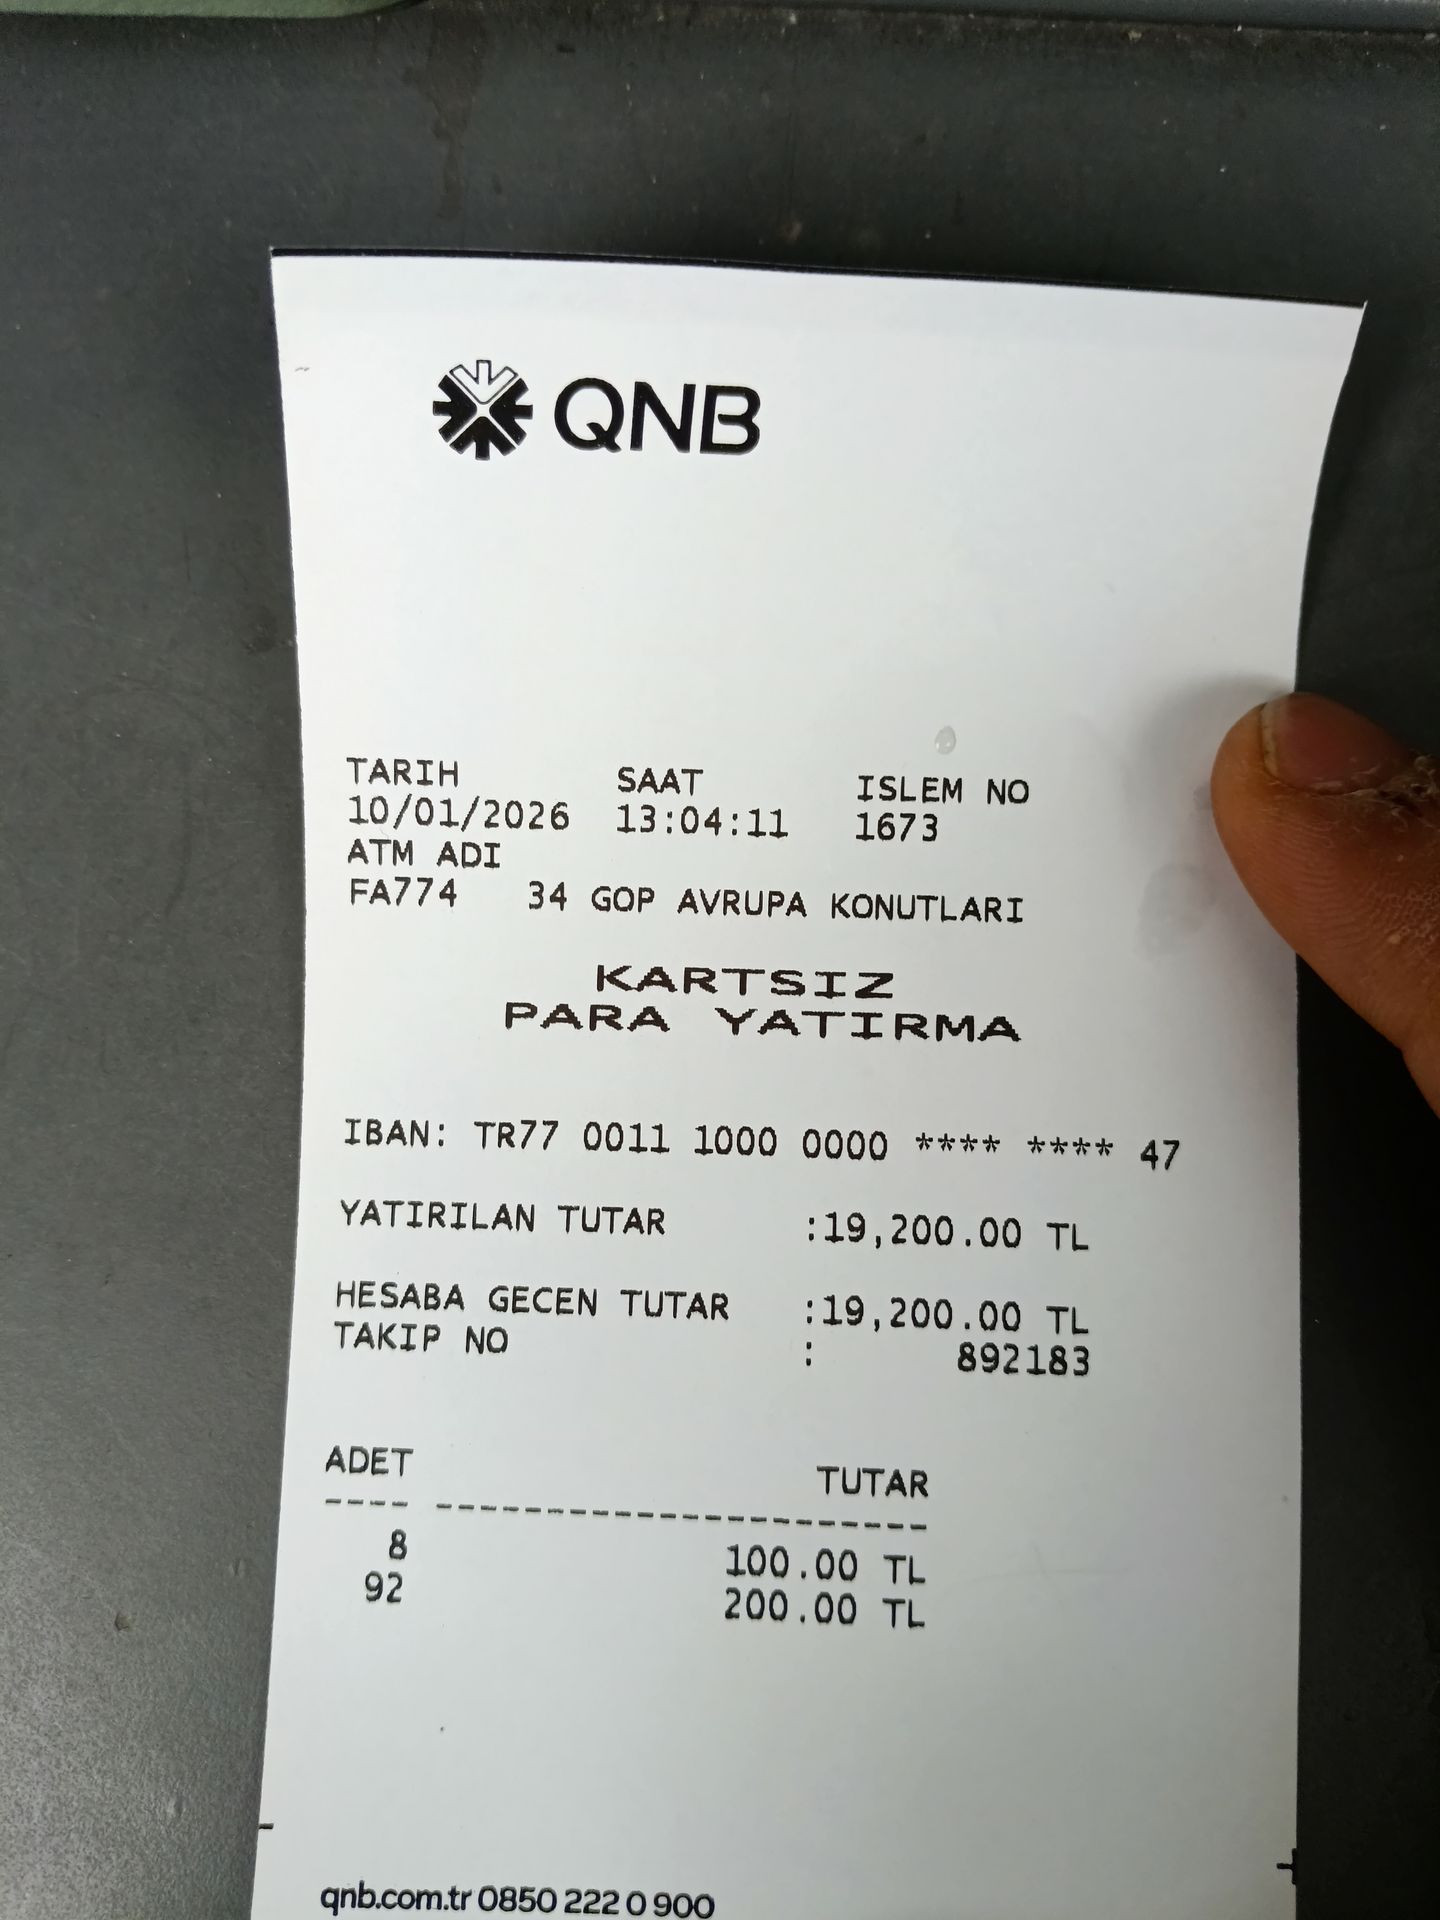 QNB
TARIH SAAT ISLEM NO
10/01/2026 13:04:11 1673
ATM ADI
FA774 34 GOP AVRUPA KONUTLARI
KARTSIZ
PARA YATIRMA
IBAN: TR77 0011 1000 0000 **** **** 47
YATIRILAN TUTAR :19,200.00 TL
HESABA GECEN TUTAR :19,200.00 TL
TAKIP NO : 892183
ADET TUTAR
---- --------------------
8 100.00 TL
92 200.00 TL
qnb.com.tr 0850 222 0 900